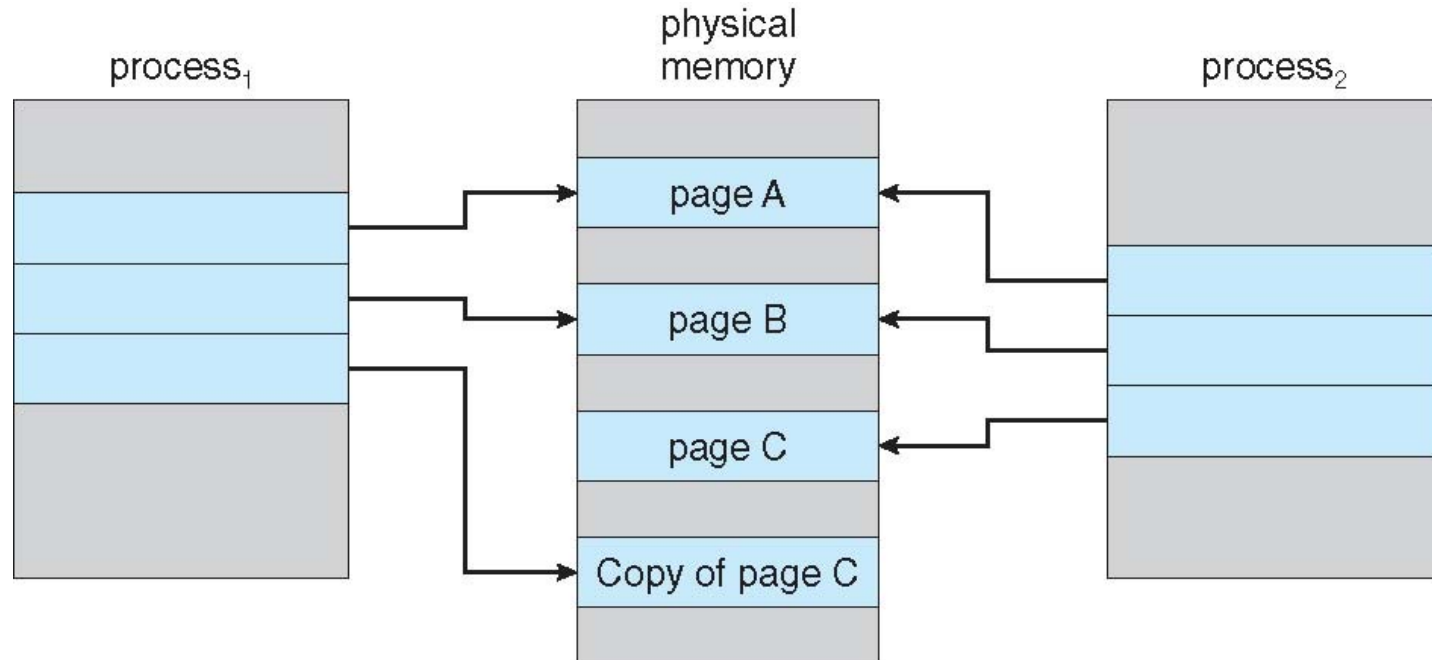 process₁
physical
memory
process₂
page A
page B
page C
Copy of page C